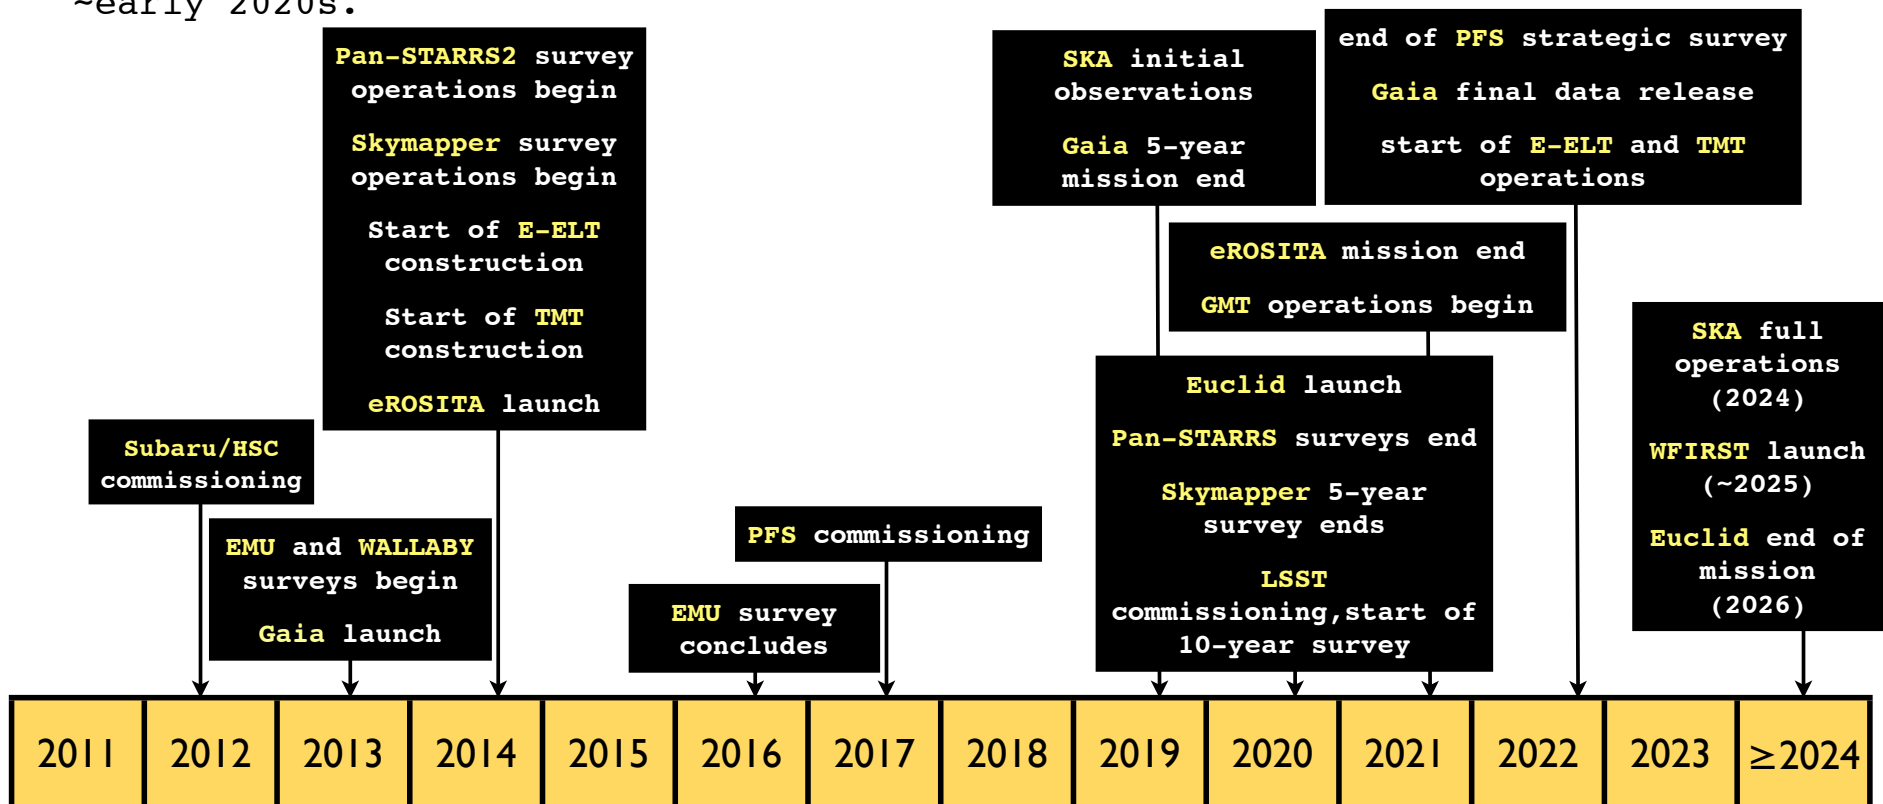 ~early 2020s.
Pan-STARRS2 survey
operations begin
Skymapper survey
operations begin
Start of E-ELT
construction
Start of TMT
construction
eROSITA launch
SKA initial
observations
Gaia 5-year
mission end
end of PFS strategic survey
Gaia final data release
start of E-ELT and TMT
operations
eROSITA mission end
GMT operations begin
Subaru/HSC
commissioning
EMU and WALLABY
surveys begin
Gaia launch
EMU survey
concludes
PFS commissioning
Euclid launch
Pan-STARRS surveys end
Skymapper 5-year
survey ends
LSST
commissioning,start of
10-year survey
SKA full
operations
(2024)
WFIRST launch
(~2025)
Euclid end of
mission
(2026)
2011 2012 2013 2014 2015 2016 2017 2018 2019 2020 2021 2022 2023 ≥2024